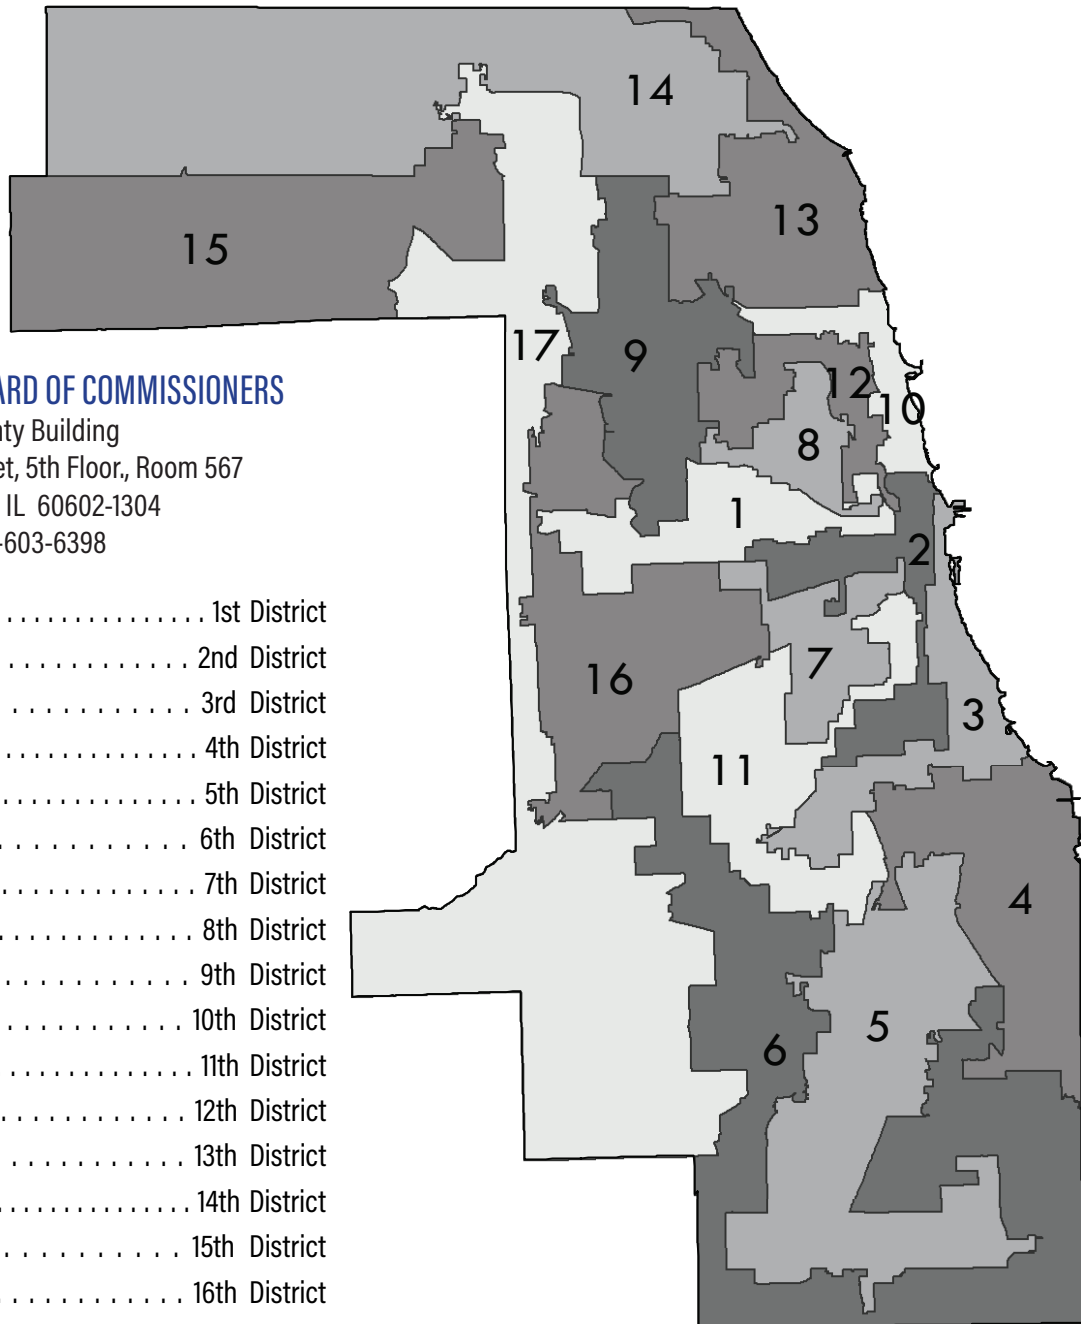 14
13
15
17
9
12
10
8
1
2
7
16
3
11
4
5
6
ARD OF COMMISSIONERS
nty Building
et, 5th Floor., Room 567
IL 60602-1304
-603-6398
. . . . . . . . . . . . . . . 1st District
. . . . . . . . . . . . . . 2nd District
. . . . . . . . . . . . . 3rd District
. . . . . . . . . . . . . . . 4th District
. . . . . . . . . . . . . . . 5th District
. . . . . . . . . . . . . . 6th District
. . . . . . . . . . . . . . . 7th District
. . . . . . . . . . . . . . 8th District
. . . . . . . . . . . . . 9th District
. . . . . . . . . . . . . 10th District
. . . . . . . . . . . . . 11th District
. . . . . . . . . . . . . . 12th District
. . . . . . . . . . . . 13th District
. . . . . . . . . . . . . . . 14th District
. . . . . . . . . . . . 15th District
. . . . . . . . . . . . . 16th District